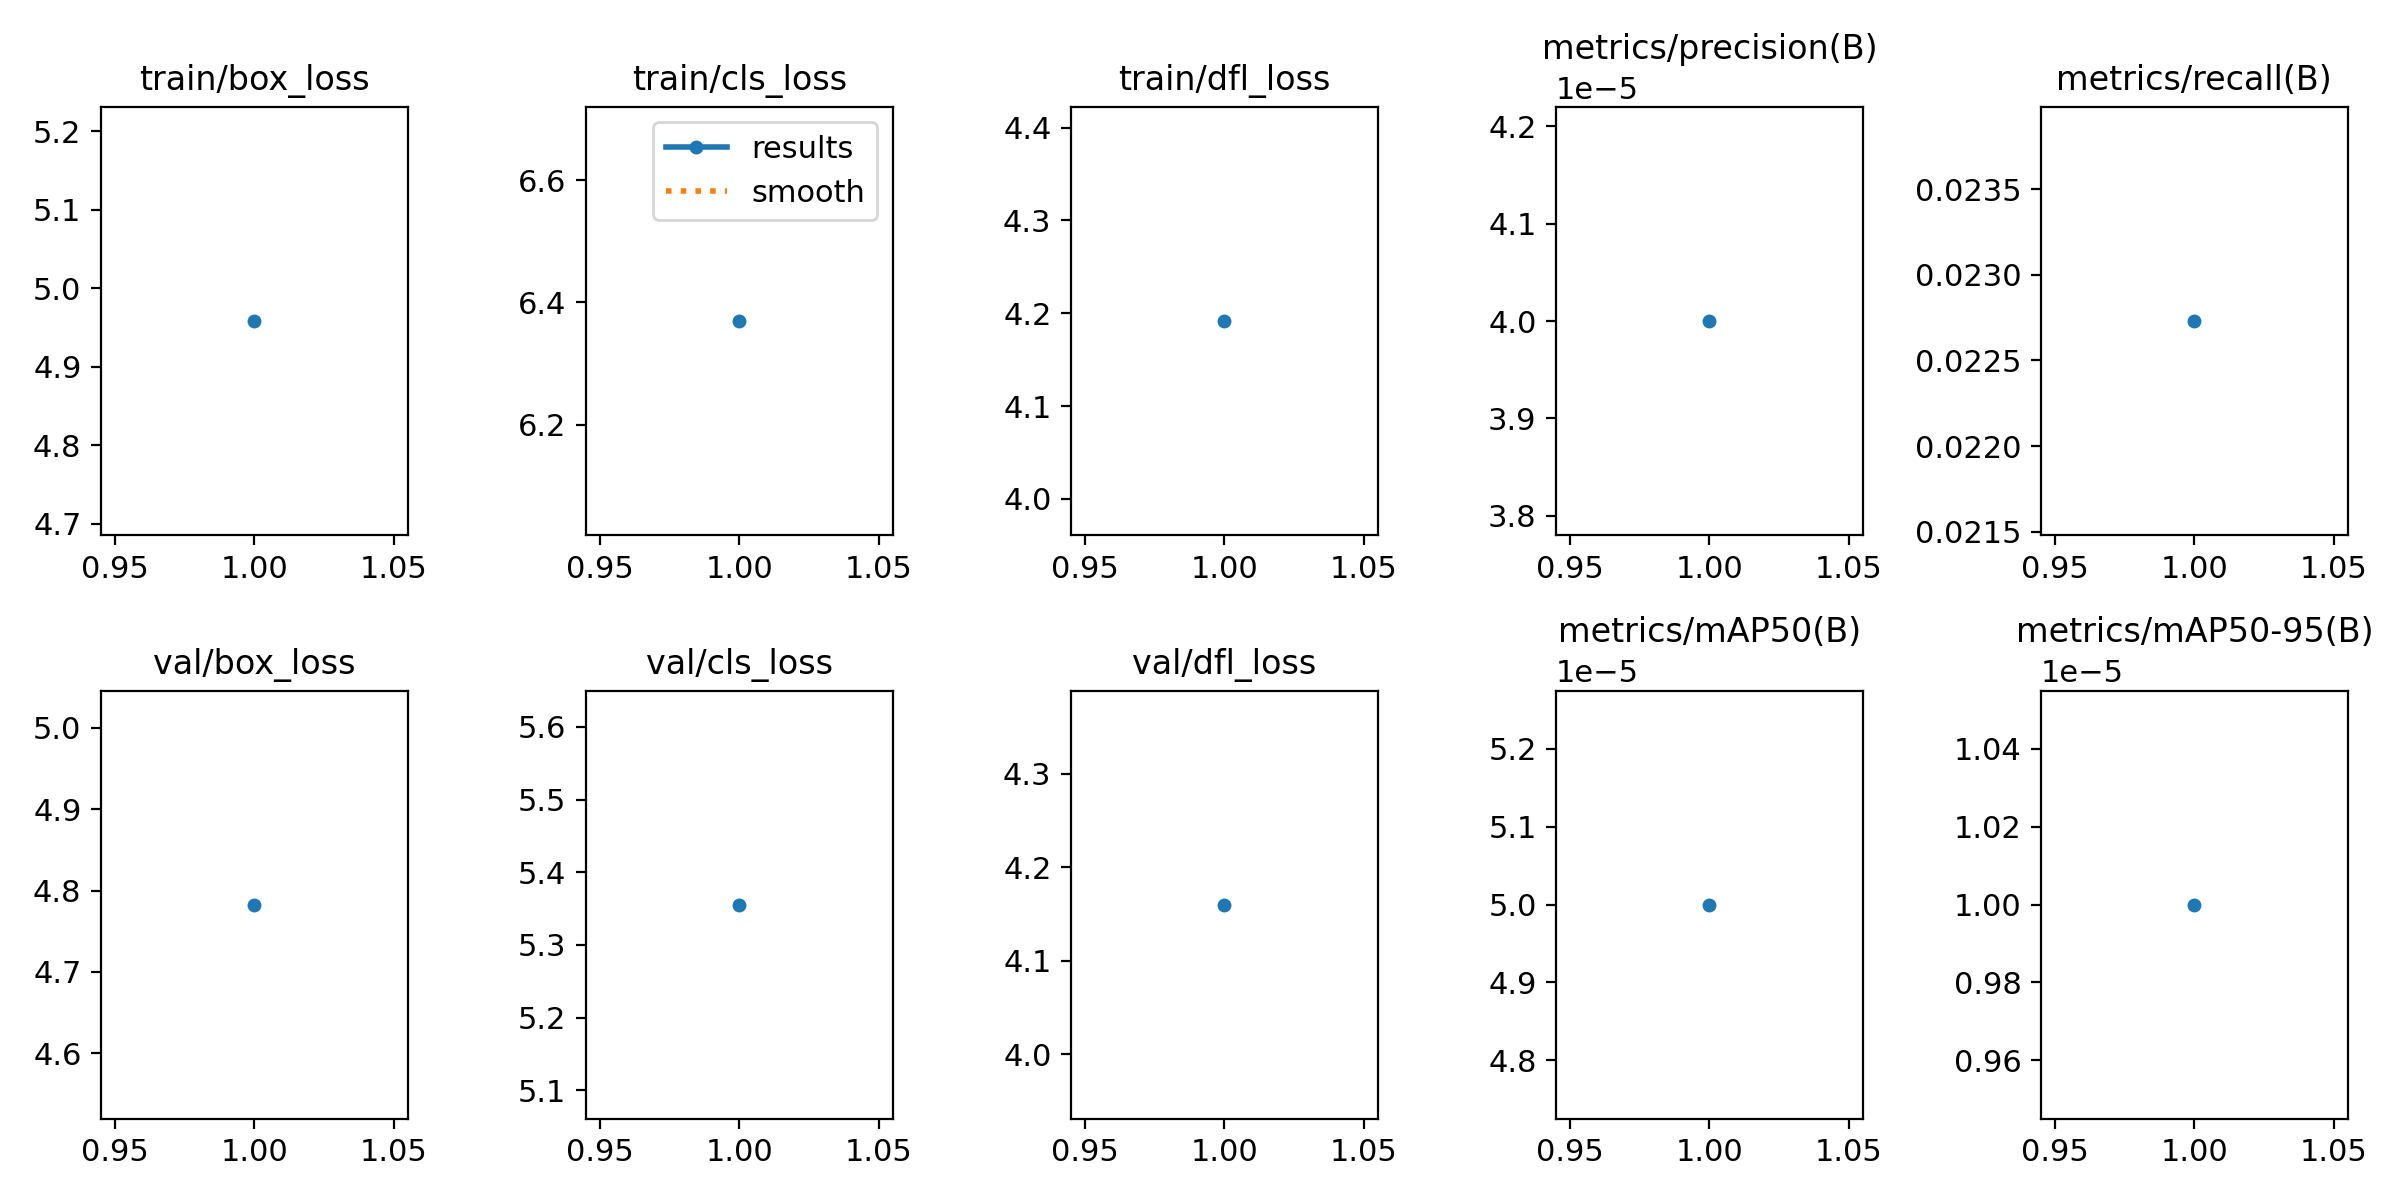 train/box_loss
5.2
5.1
5.0
4.9
4.8
4.7
0.95 1.00 1.05
train/cls_loss
results
smooth
6.6
6.4
6.2
0.95 1.00 1.05
train/dfl_loss
4.4
4.3
4.2
4.1
4.0
0.95 1.00 1.05
metrics/precision(B)
1e−5
4.2
4.1
4.0
3.9
3.8
0.95 1.00 1.05
metrics/recall(B)
0.0235
0.0230
0.0225
0.0220
0.0215
0.95 1.00 1.05
val/box_loss
5.0
4.9
4.8
4.7
4.6
0.95 1.00 1.05
val/cls_loss
5.6
5.5
5.4
5.3
5.2
5.1
0.95 1.00 1.05
val/dfl_loss
4.3
4.2
4.1
4.0
0.95 1.00 1.05
metrics/mAP50(B)
1e−5
5.2
5.1
5.0
4.9
4.8
0.95 1.00 1.05
metrics/mAP50-95(B)
1e−5
1.04
1.02
1.00
0.98
0.96
0.95 1.00 1.05